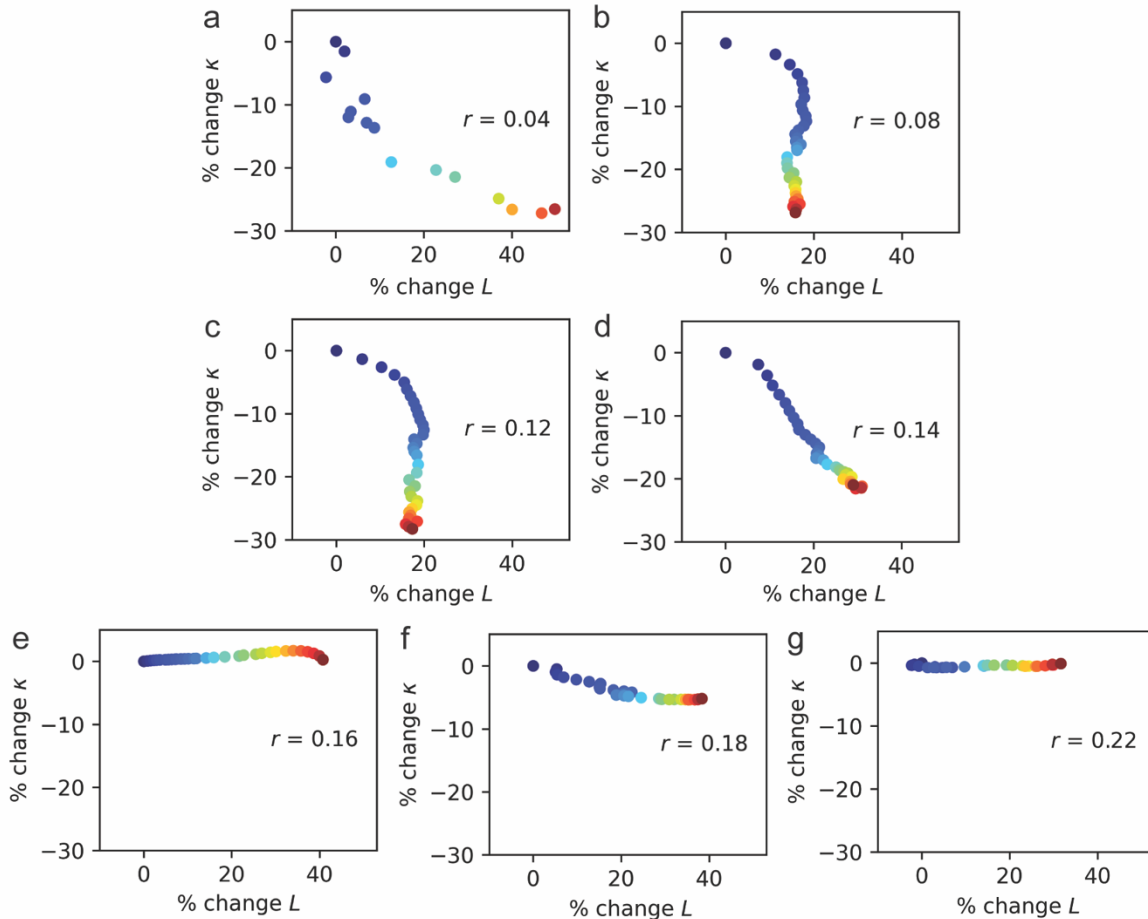 a
% change κ
0
−10
−20
−30
r = 0.04
0
20
40
% change L
b
% change κ
0
−10
−20
−30
r = 0.08
0
20
40
% change L
c
% change κ
0
−10
−20
−30
r = 0.12
0
20
40
% change L
d
% change κ
0
−10
−20
−30
r = 0.14
0
20
40
% change L
e
% change κ
0
−10
−20
−30
r = 0.16
0
20
40
% change L
f
% change κ
0
−10
−20
−30
r = 0.18
0
20
40
% change L
g
% change κ
0
−10
−20
−30
r = 0.22
0
20
40
% change L